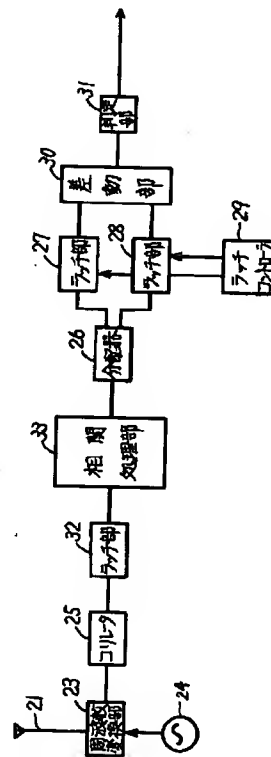 21
23
周波数
変換部
24
25
コリレータ
32
ラッチ部
33
相関
処理部
26
分配器
27
ラッチ部
28
ラッチ部
29
ラッチ
コントローラ
30
差動部
31
判定部